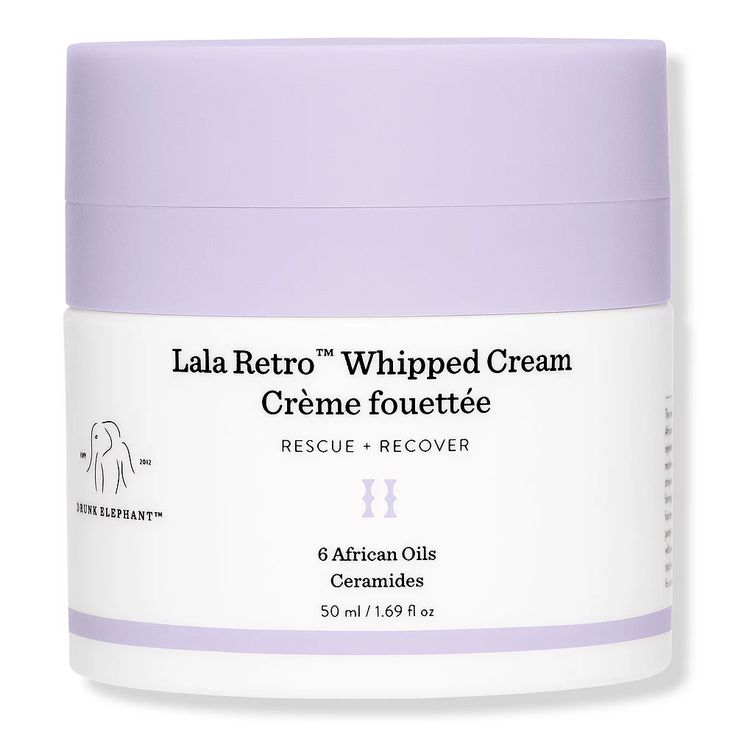 Lala Retro™ Whipped Cream
Crème fouettée
RESCUE + RECOVER
2012
DRUNK ELEPHANT™
6 African Oils
Ceramides
50 ml / 1.69 fl oz